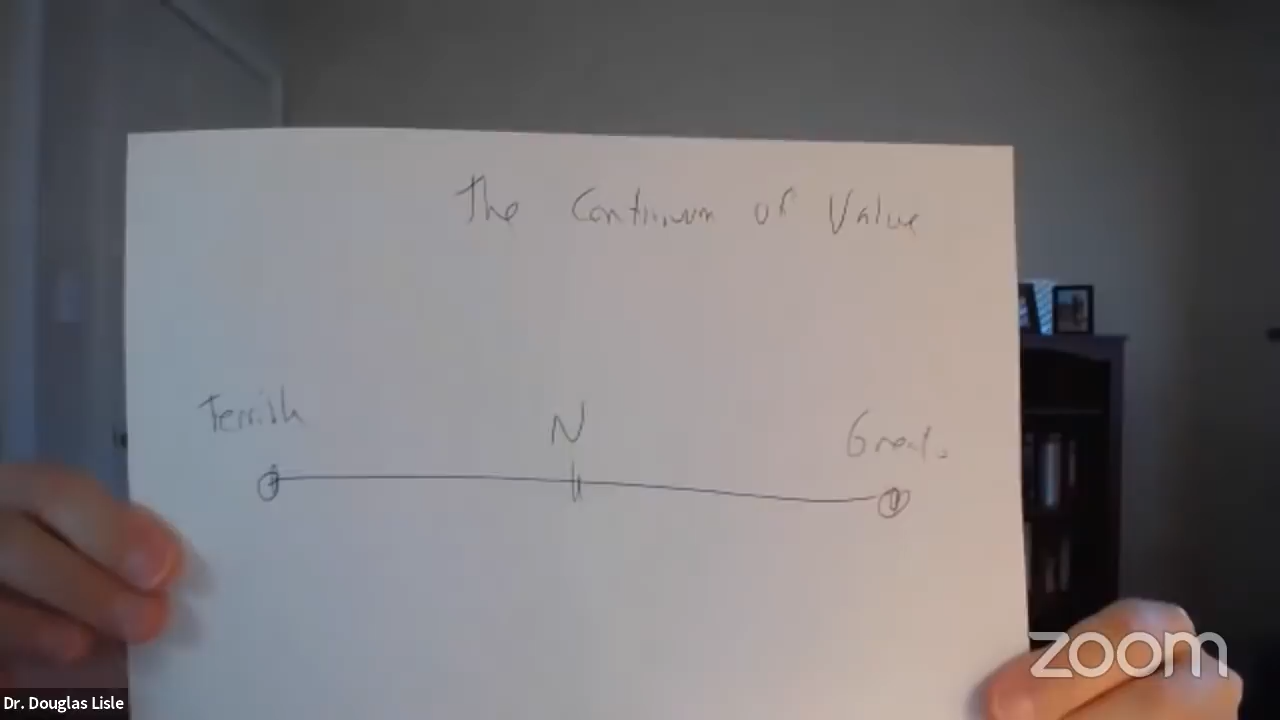 The Continuum of Value
Terrible
N
Great.
zoom
Dr. Douglas Lisle